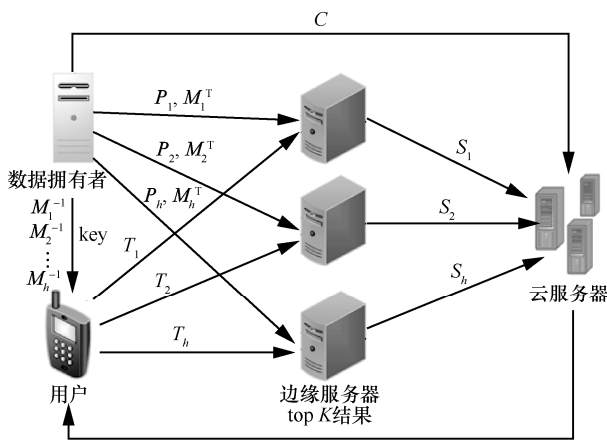 C
P₁, M₁ᵀ
P₂, M₂ᵀ
Pₕ, Mₕᵀ
数据拥有者
M₁⁻¹
M₂⁻¹
⋮
Mₕ⁻¹
key
T₁
T₂
Tₕ
S₁
S₂
Sₕ
云服务器
用户
边缘服务器
top K结果